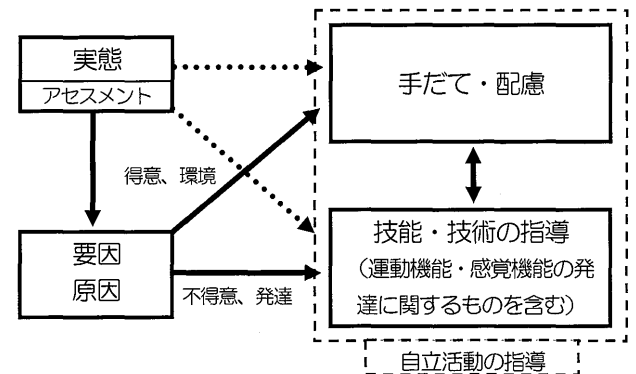 実態
アセスメント
手だて・配慮
得意、環境
要因
原因
不得意、発達
技能・技術の指導
（運動機能・感覚機能の発
達に関するものを含む）
自立活動の指導